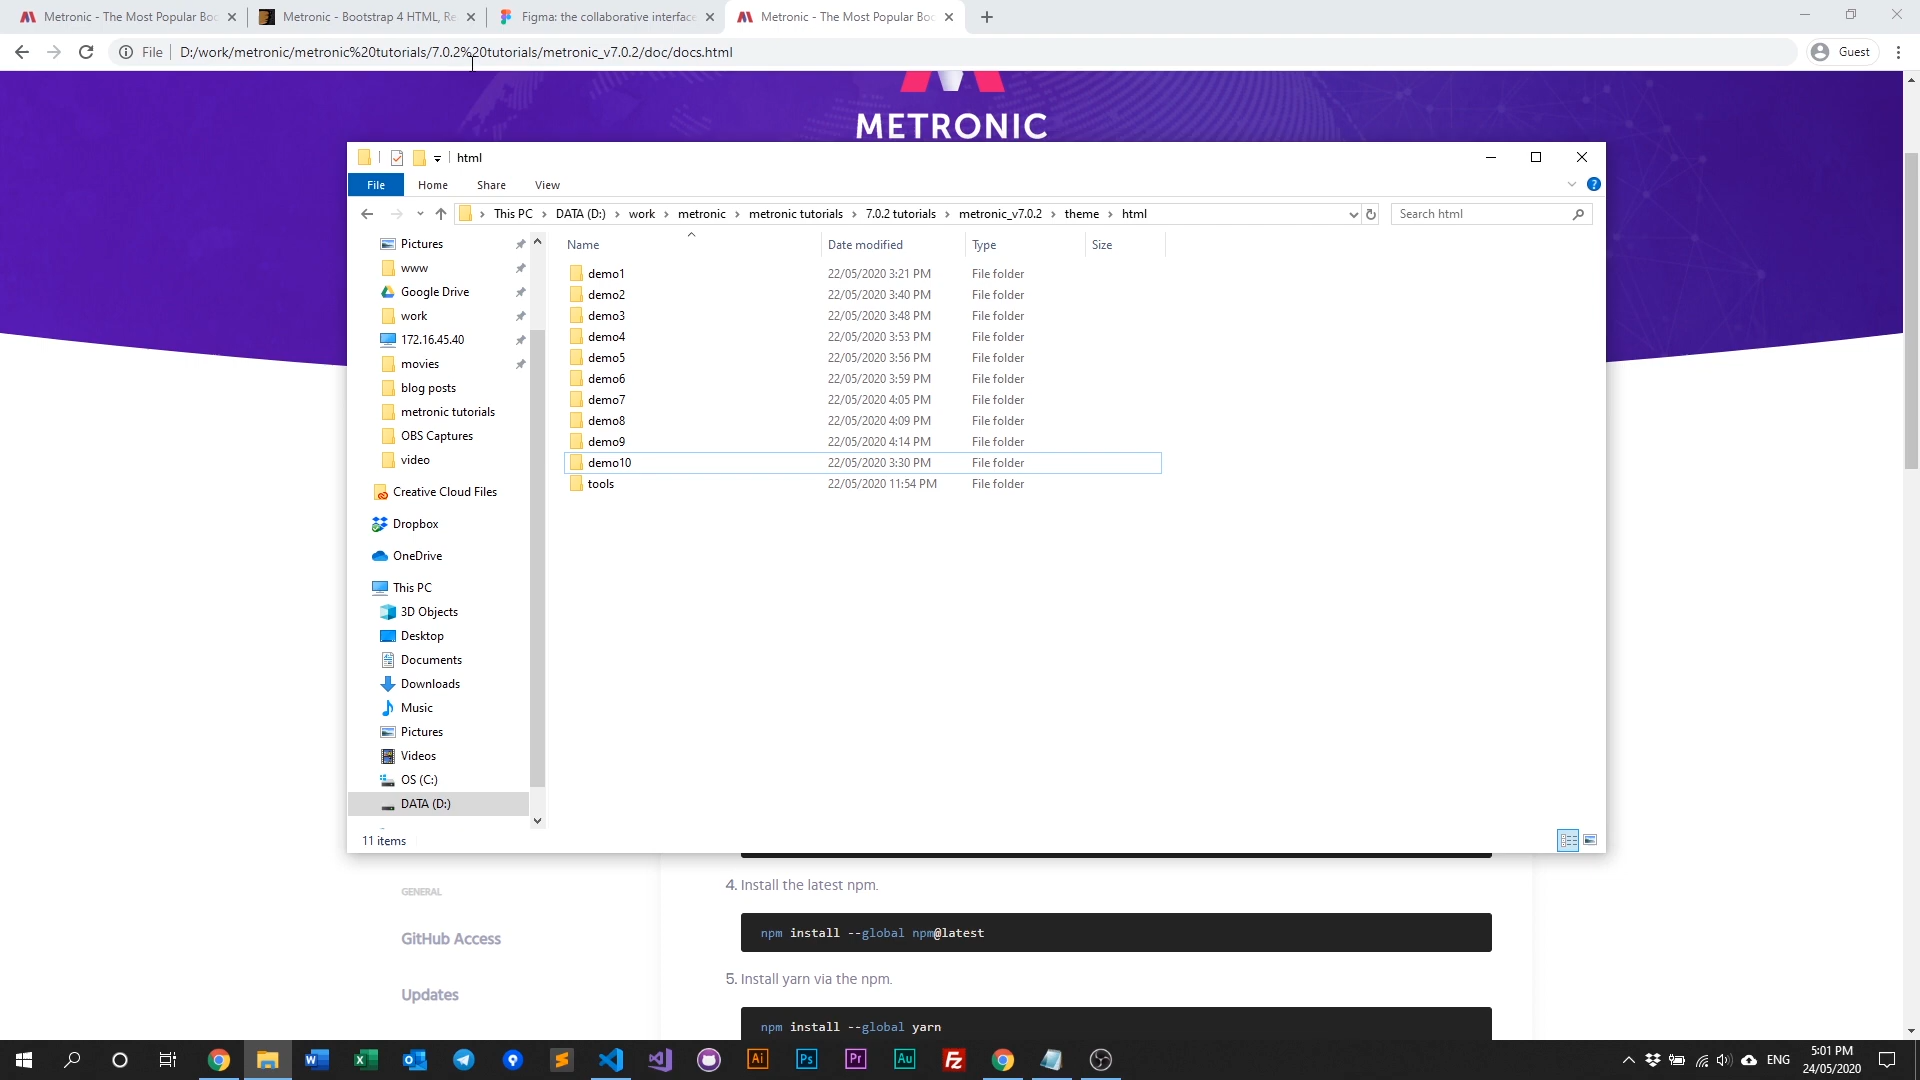 Metronic - The Most Popular Boo
Metronic - Bootstrap 4 HTML, Re
Figma: the collaborative interface
Metronic - The Most Popular Boo
File
D:/work/metronic/metronic%20tutorials/7.0.2%20tutorials/metronic_v7.0.2/doc/docs.html
Guest
METRONIC
html
File
Home
Share
View
This PC
DATA (D:)
work
metronic
metronic tutorials
7.0.2 tutorials
metronic_v7.0.2
theme
html
Search html
Pictures
www
Google Drive
work
172.16.45.40
movies
blog posts
metronic tutorials
OBS Captures
video
Creative Cloud Files
Dropbox
OneDrive
This PC
3D Objects
Desktop
Documents
Downloads
Music
Pictures
Videos
OS (C:)
DATA (D:)
Name Date modified Type Size
demo1 22/05/2020 3:21 PM File folder
demo2 22/05/2020 3:40 PM File folder
demo3 22/05/2020 3:48 PM File folder
demo4 22/05/2020 3:53 PM File folder
demo5 22/05/2020 3:56 PM File folder
demo6 22/05/2020 3:59 PM File folder
demo7 22/05/2020 4:05 PM File folder
demo8 22/05/2020 4:09 PM File folder
demo9 22/05/2020 4:14 PM File folder
demo10 22/05/2020 3:30 PM File folder
tools 22/05/2020 11:54 PM File folder
11 items
GENERAL
GitHub Access
Updates
4. Install the latest npm.
npm install --global npm@latest
5. Install yarn via the npm.
npm install --global yarn
ENG
5:01 PM
24/05/2020